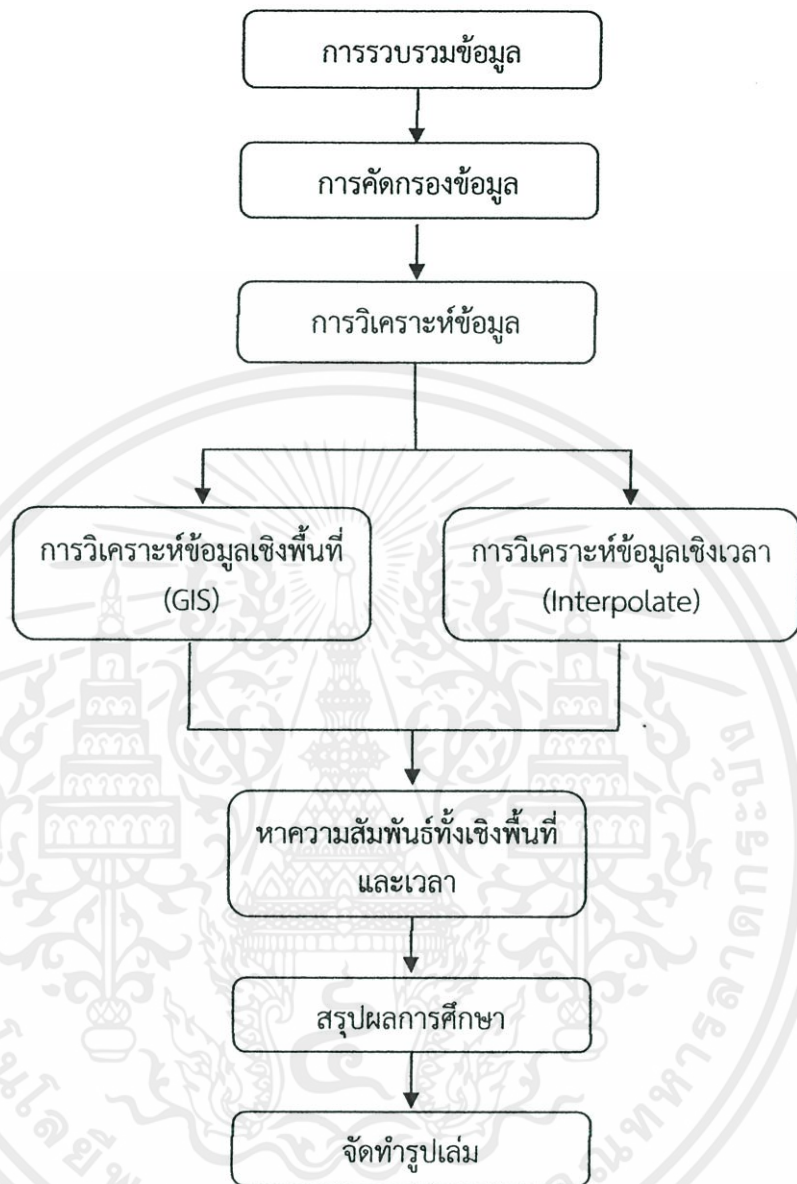 การรวบรวมข้อมูล
การคัดกรองข้อมูล
การวิเคราะห์ข้อมูล
การวิเคราะห์ข้อมูลเชิงพื้นที่
(GIS)
การวิเคราะห์ข้อมูลเชิงเวลา
(Interpolate)
หาความสัมพันธ์ทั้งเชิงพื้นที่
และเวลา
สรุปผลการศึกษา
จัดทำรูปเล่ม